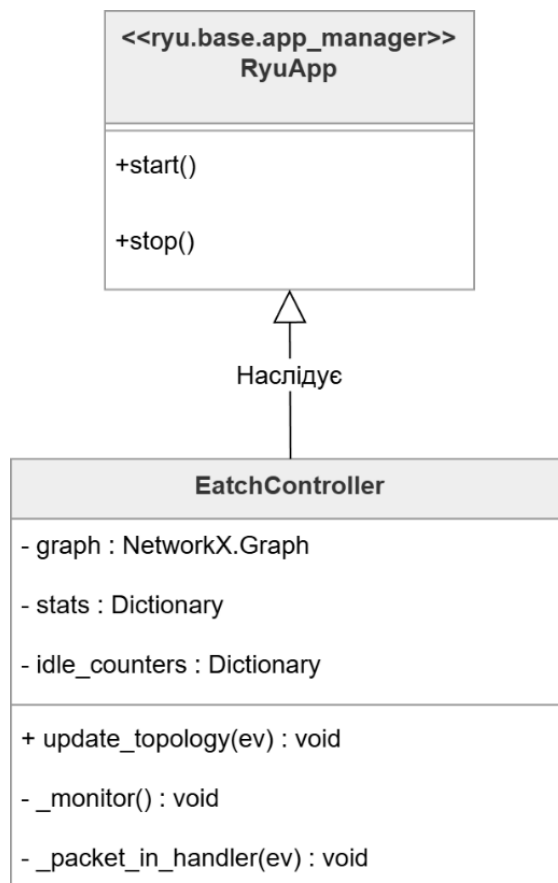 <<ryu.base.app_manager>>
RyuApp
+start()
+stop()
Наслідує
EatchController
- graph : NetworkX.Graph
- stats : Dictionary
- idle_counters : Dictionary
+ update_topology(ev) : void
- _monitor() : void
- _packet_in_handler(ev) : void